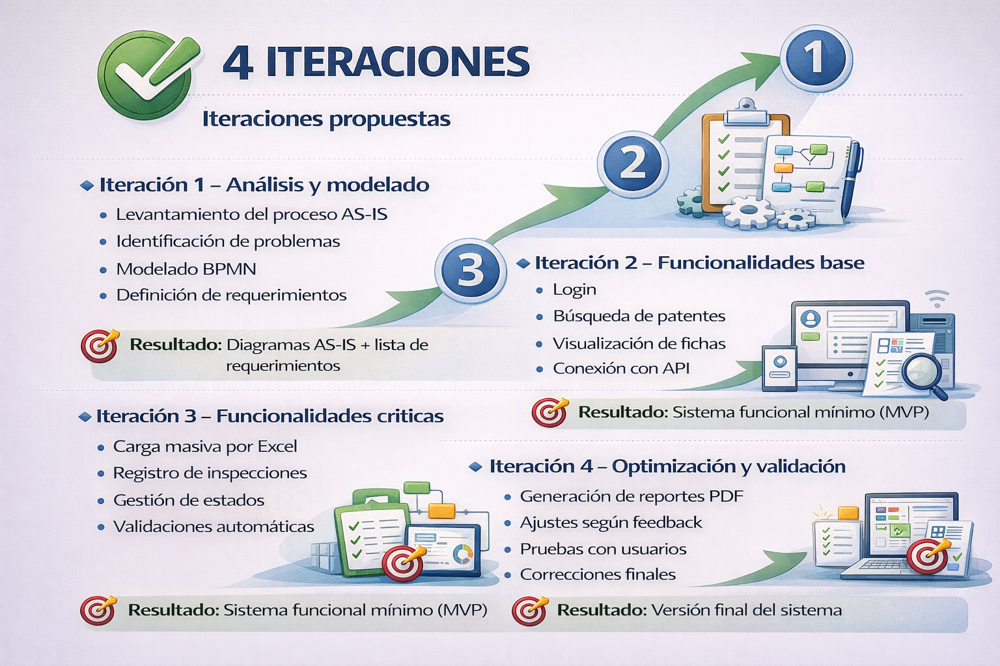 4 ITERACIONES
Iteraciones propuestas
1
2
3
Iteración 1 – Análisis y modelado
Levantamiento del proceso AS-IS
Identificación de problemas
Modelado BPMN
Definición de requerimientos
Resultado: Diagramas AS-IS + lista de
requerimientos
Iteración 2 – Funcionalidades base
Login
Búsqueda de patentes
Visualización de fichas
Conexión con API
Resultado: Sistema funcional mínimo (MVP)
Iteración 3 – Funcionalidades criticas
Carga masiva por Excel
Registro de inspecciones
Gestión de estados
Validaciones automáticas
Resultado: Sistema funcional mínimo (MVP)
Iteración 4 – Optimización y validación
Generación de reportes PDF
Ajustes según feedback
Pruebas con usuarios
Correcciones finales
Resultado: Versión final del sistema